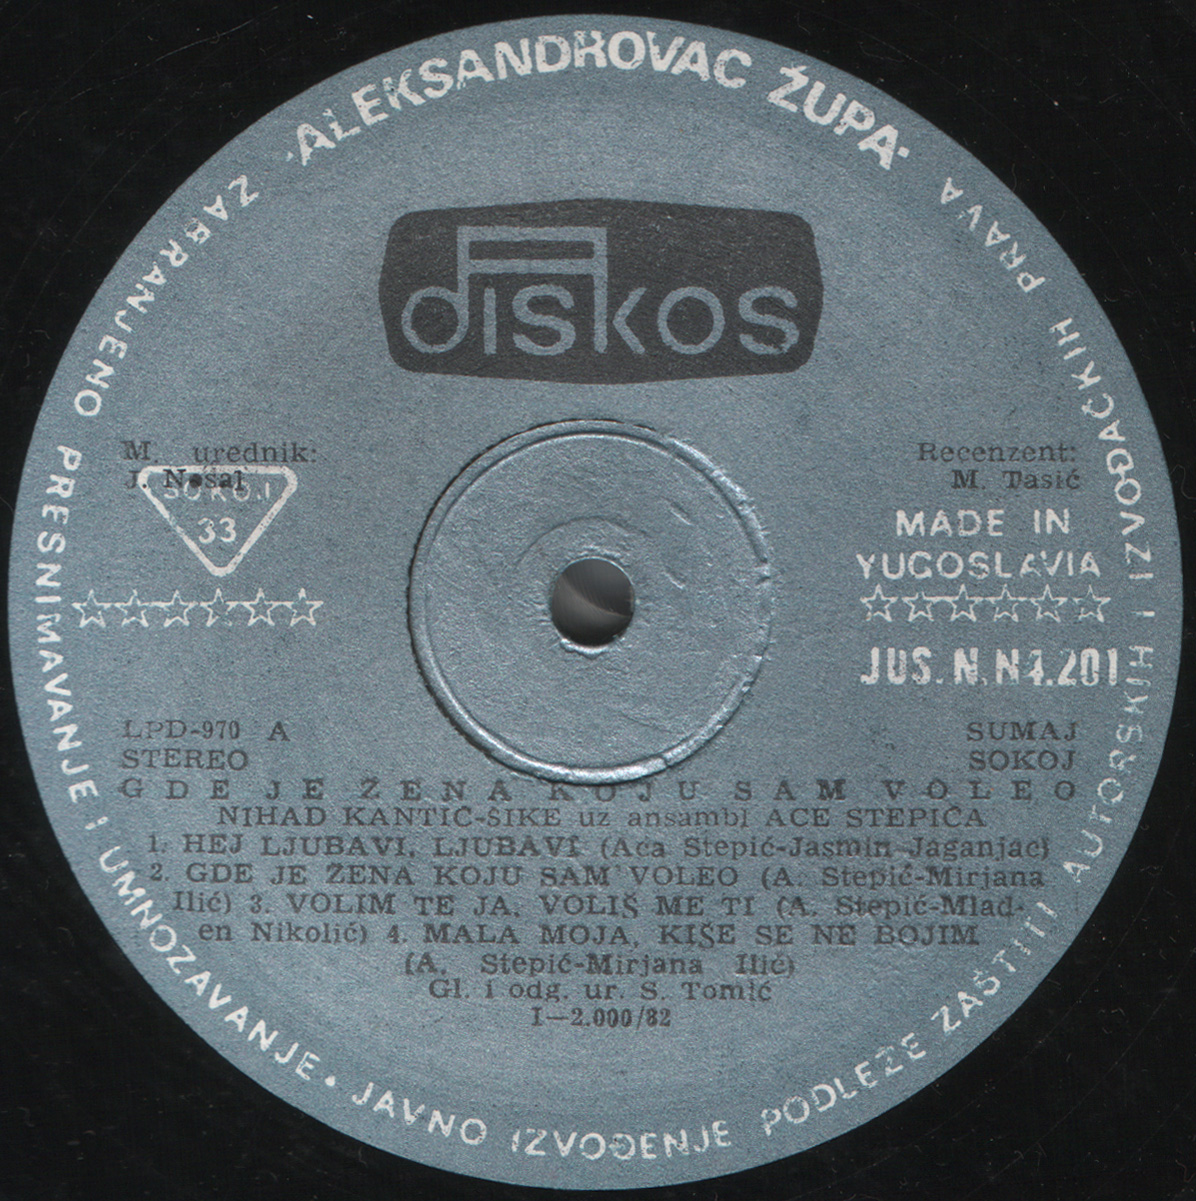 ALEKSANDROVAC ŽUPA
ZABRANJENO PRESNIMAVANJE I UMNOZAVANJE • JAVNO IZVOĐENJE PODLEŽE ZAŠTITI AUTORSKIH I IZVOĐAČKIH PRAVA
diskos
M. urednik:
J. Nošal
SOKOJ
33
Recenzent:
M. Tasić
MADE IN
YUGOSLAVIA
JUS. N. N4.201
LPD-970 A
STEREO
SUMAJ
SOKOJ
GDE JE ŽENA KOJU SAM VOLEO
NIHAD KANTIĆ-ŠIKE uz ansambl ACE STEPIĆA
1. HEJ LJUBAVI, LJUBAVI (Aca Stepić-Jasmin Jaganjac)
2. GDE JE ŽENA KOJU SAM VOLEO (A. Stepić-Mirjana
Ilić) 3. VOLIM TE JA, VOLIŠ ME TI (A. Stepić-Mlad-
en Nikolić) 4. MALA MOJA, KIŠE SE NE BOJIM
(A. Stepić-Mirjana Ilić)
Gl. i odg. ur. S. Tomić
I—2.000/82